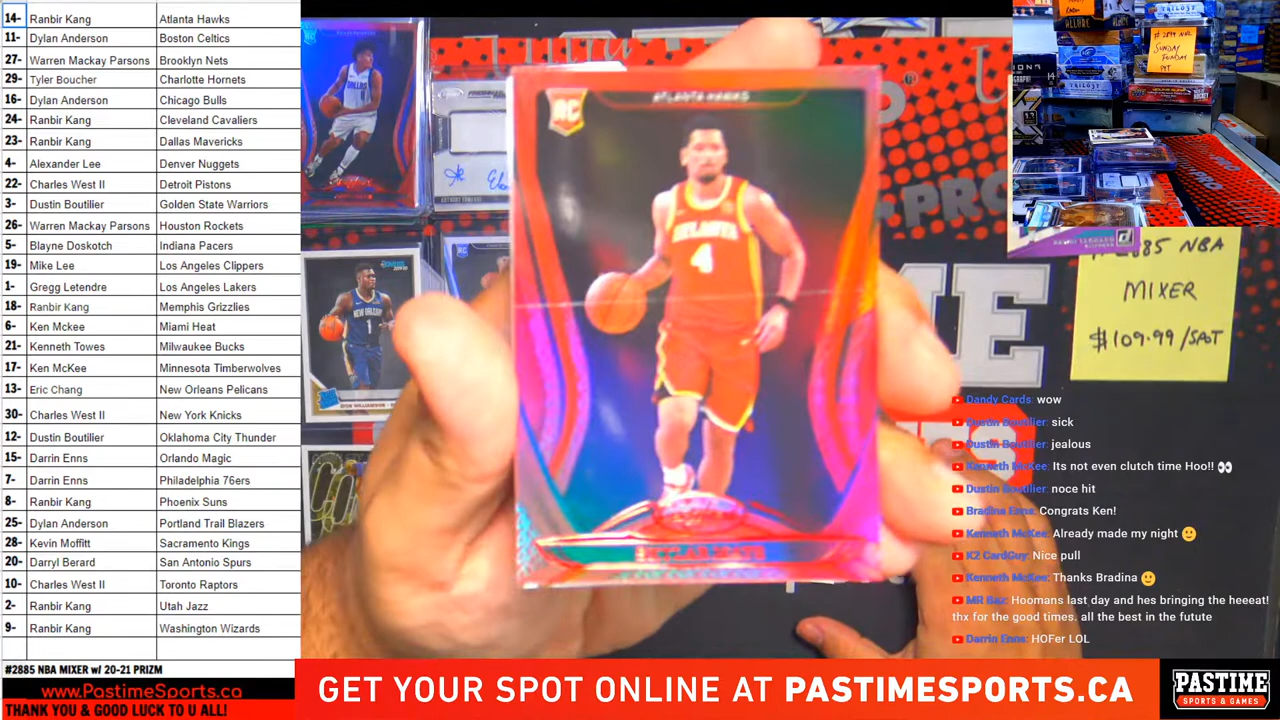 14- Ranbir Kang Atlanta Hawks
11- Dylan Anderson Boston Celtics
27- Warren Mackay Parsons Brooklyn Nets
29- Tyler Boucher Charlotte Hornets
16- Dylan Anderson Chicago Bulls
24- Ranbir Kang Cleveland Cavaliers
23- Ranbir Kang Dallas Mavericks
4- Alexander Lee Denver Nuggets
22- Charles West II Detroit Pistons
3- Dustin Boutilier Golden State Warriors
26- Warren Mackay Parsons Houston Rockets
5- Blayne Doskotch Indiana Pacers
19- Mike Lee Los Angeles Clippers
1- Gregg Letendre Los Angeles Lakers
18- Ranbir Kang Memphis Grizzlies
6- Ken Mckee Miami Heat
21- Kenneth Towes Milwaukee Bucks
17- Ken McKee Minnesota Timberwolves
13- Eric Chang New Orleans Pelicans
30- Charles West II New York Knicks
12- Dustin Boutilier Oklahoma City Thunder
15- Darrin Enns Orlando Magic
7- Darrin Enns Philadelphia 76ers
8- Ranbir Kang Phoenix Suns
25- Dylan Anderson Portland Trail Blazers
28- Kevin Moffitt Sacramento Kings
20- Darryl Berard San Antonio Spurs
10- Charles West II Toronto Raptors
2- Ranbir Kang Utah Jazz
9- Ranbir Kang Washington Wizards
#2885 NBA MIXER w/ 20-21 PRIZM
www.PastimeSports.ca
THANK YOU & GOOD LUCK TO U ALL!
RC
ATLANTA HAWKS
ATLANTA
4
DALLAS
NEW ORLEANS
1
RC
2885 NBA
MIXER
$109.99/SPOT
SUNDAY
FUNDAY
Dandy Cards: wow
Dustin Boutilier: sick
Dustin Boutilier: jealous
Kenneth McKee: Its not even clutch time Hoo!! 👀
Dustin Boutilier: noce hit
Bradina Enns: Congrats Ken!
Kenneth McKee: Already made my night 🙂
K2 CardGuy: Nice pull
Kenneth McKee: Thanks Bradina 🙂
MR Baz: Hoomans last day and hes bringing the heeeat!
thx for the good times. all the best in the futute
Darrin Enns: HOFer LOL
GET YOUR SPOT ONLINE AT PASTIMESPORTS.CA
PASTIME
SPORTS & GAMES